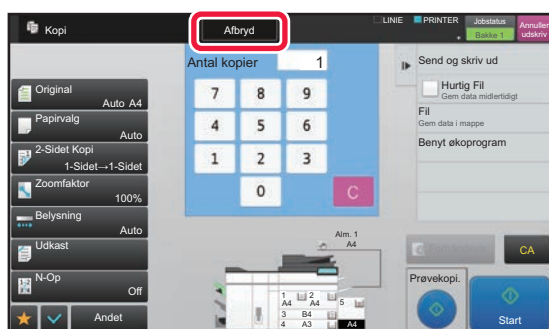 Kopi
Afbryd
LINIE
PRINTER
Jobstatus
Bakke 1
Annuller
udskriv
Antal kopier 1
7 8 9
4 5 6
1 2 3
0 C
Original
Auto A4
Papirvalg
Auto
2-Sidet Kopi
1-Sidet→1-Sidet
Zoomfaktor
100%
Belysning
Auto
Udkast
N-Op
Off
Andet
Alm. 1
A4
1 A4 2 A4 5
3 B4
4 A3 A4
Send og skriv ud
Hurtig Fil
Gem data midlertidigt
Fil
Gem data i mappe
Benyt økoprogram
CA
Prøvekopi.
Start